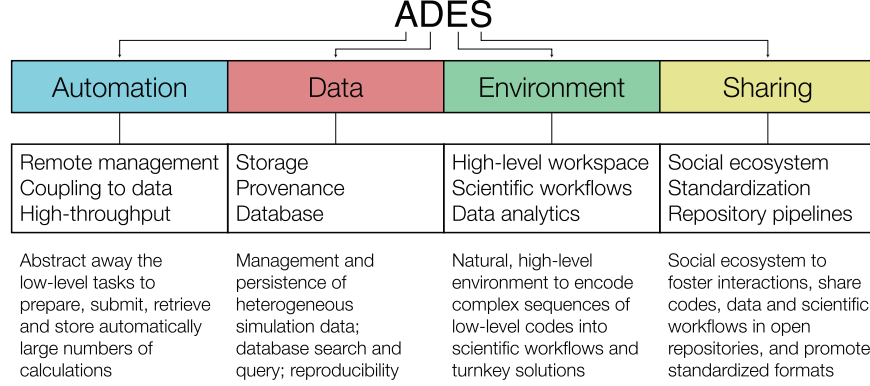 ADES
Automation
Data
Environment
Sharing
Remote management
Coupling to data
High-throughput
Storage
Provenance
Database
High-level workspace
Scientific workflows
Data analytics
Social ecosystem
Standardization
Repository pipelines
Abstract away the
low-level tasks to
prepare, submit, retrieve
and store automatically
large numbers of
calculations
Management and
persistence of
heterogeneous
simulation data;
database search and
query; reproducibility
Natural, high-level
environment to encode
complex sequences of
low-level codes into
scientific workflows and
turnkey solutions
Social ecosystem to
foster interactions, share
codes, data and scientific
workflows in open
repositories, and promote
standardized formats